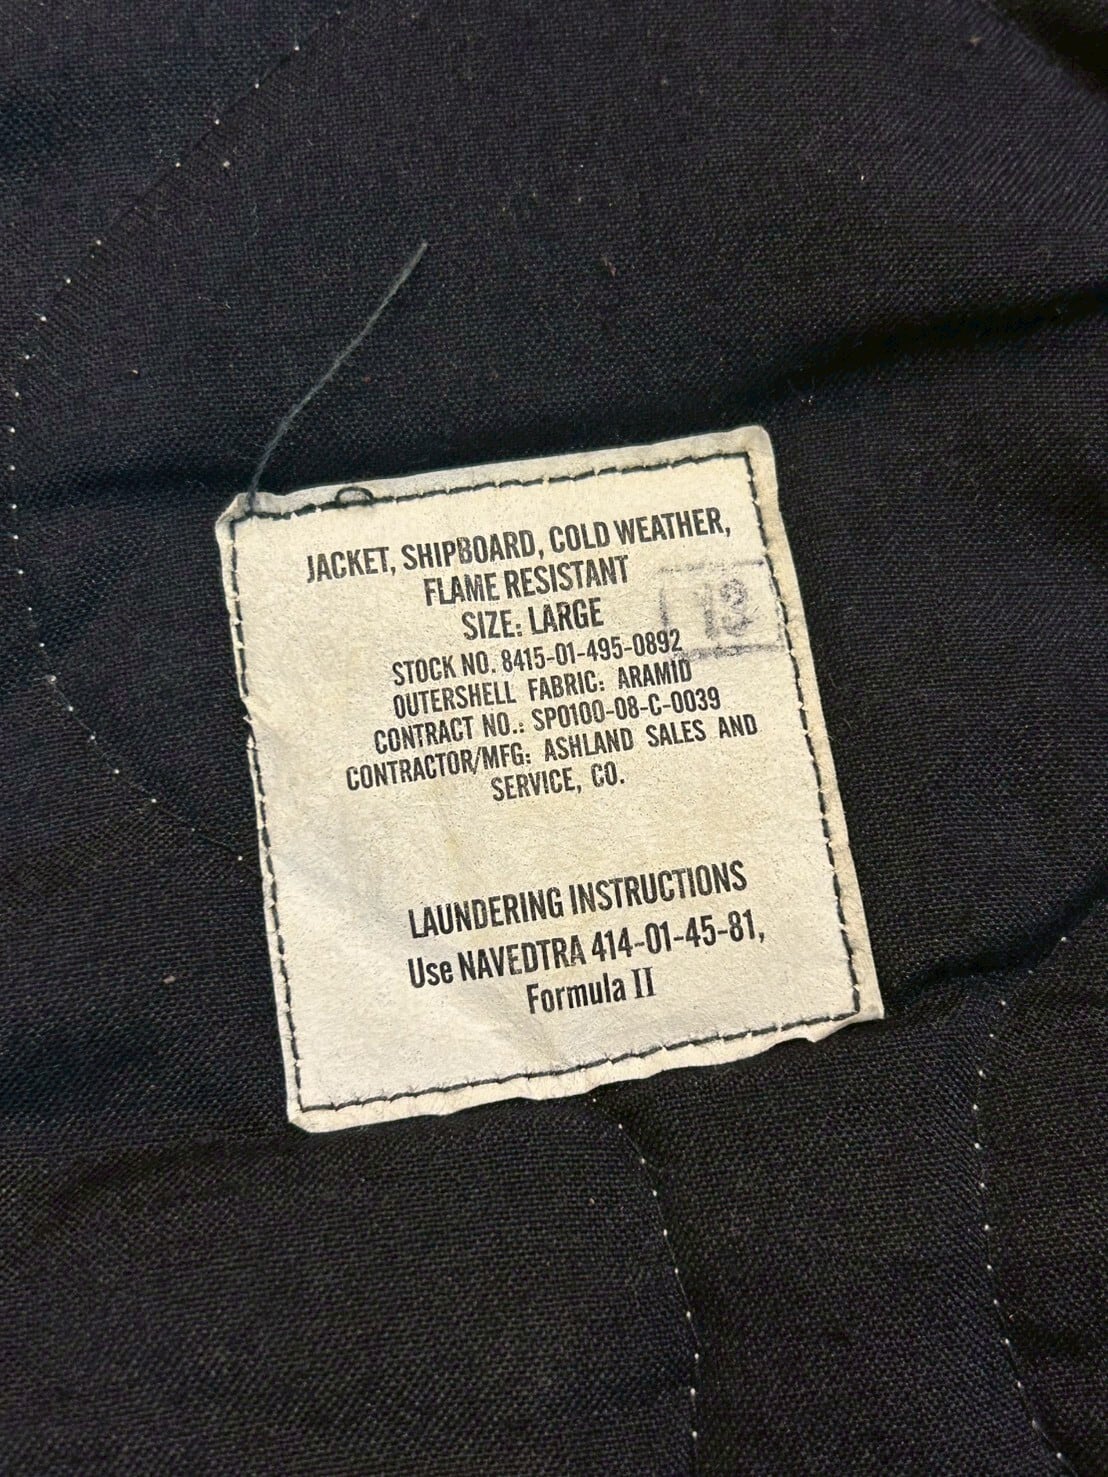 JACKET, SHIPBOARD, COLD WEATHER,
FLAME RESISTANT
SIZE: LARGE
13
STOCK NO. 8415-01-495-0892
OUTERSHELL FABRIC: ARAMID
CONTRACT NO.: SPO100-08-C-0039
CONTRACTOR/MFG: ASHLAND SALES AND
SERVICE, CO.
LAUNDERING INSTRUCTIONS
Use NAVEDTRA 414-01-45-81,
Formula II